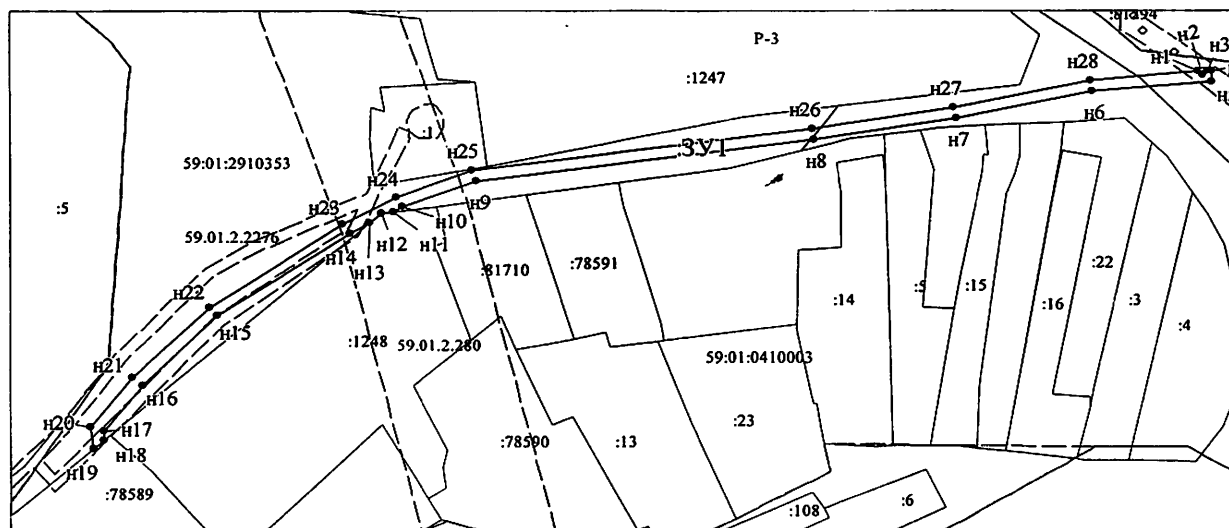 Р-3
:1247
н2
н3
н1
н28
н27
н6
н26
н7
:ЗУ1
н8
н25
:1
59:01:2910353
н24
н9
н23
н10
н11
н12
н13
н14
:5
59.01.2.2276
:81710
:78591
:14
:15
:16
:22
:3
:4
н22
н15
:1248
59.01.2.280
59:01:0410003
н21
н16
:23
н20
н17
н18
н19
:78590
:13
:78589
:108
:6